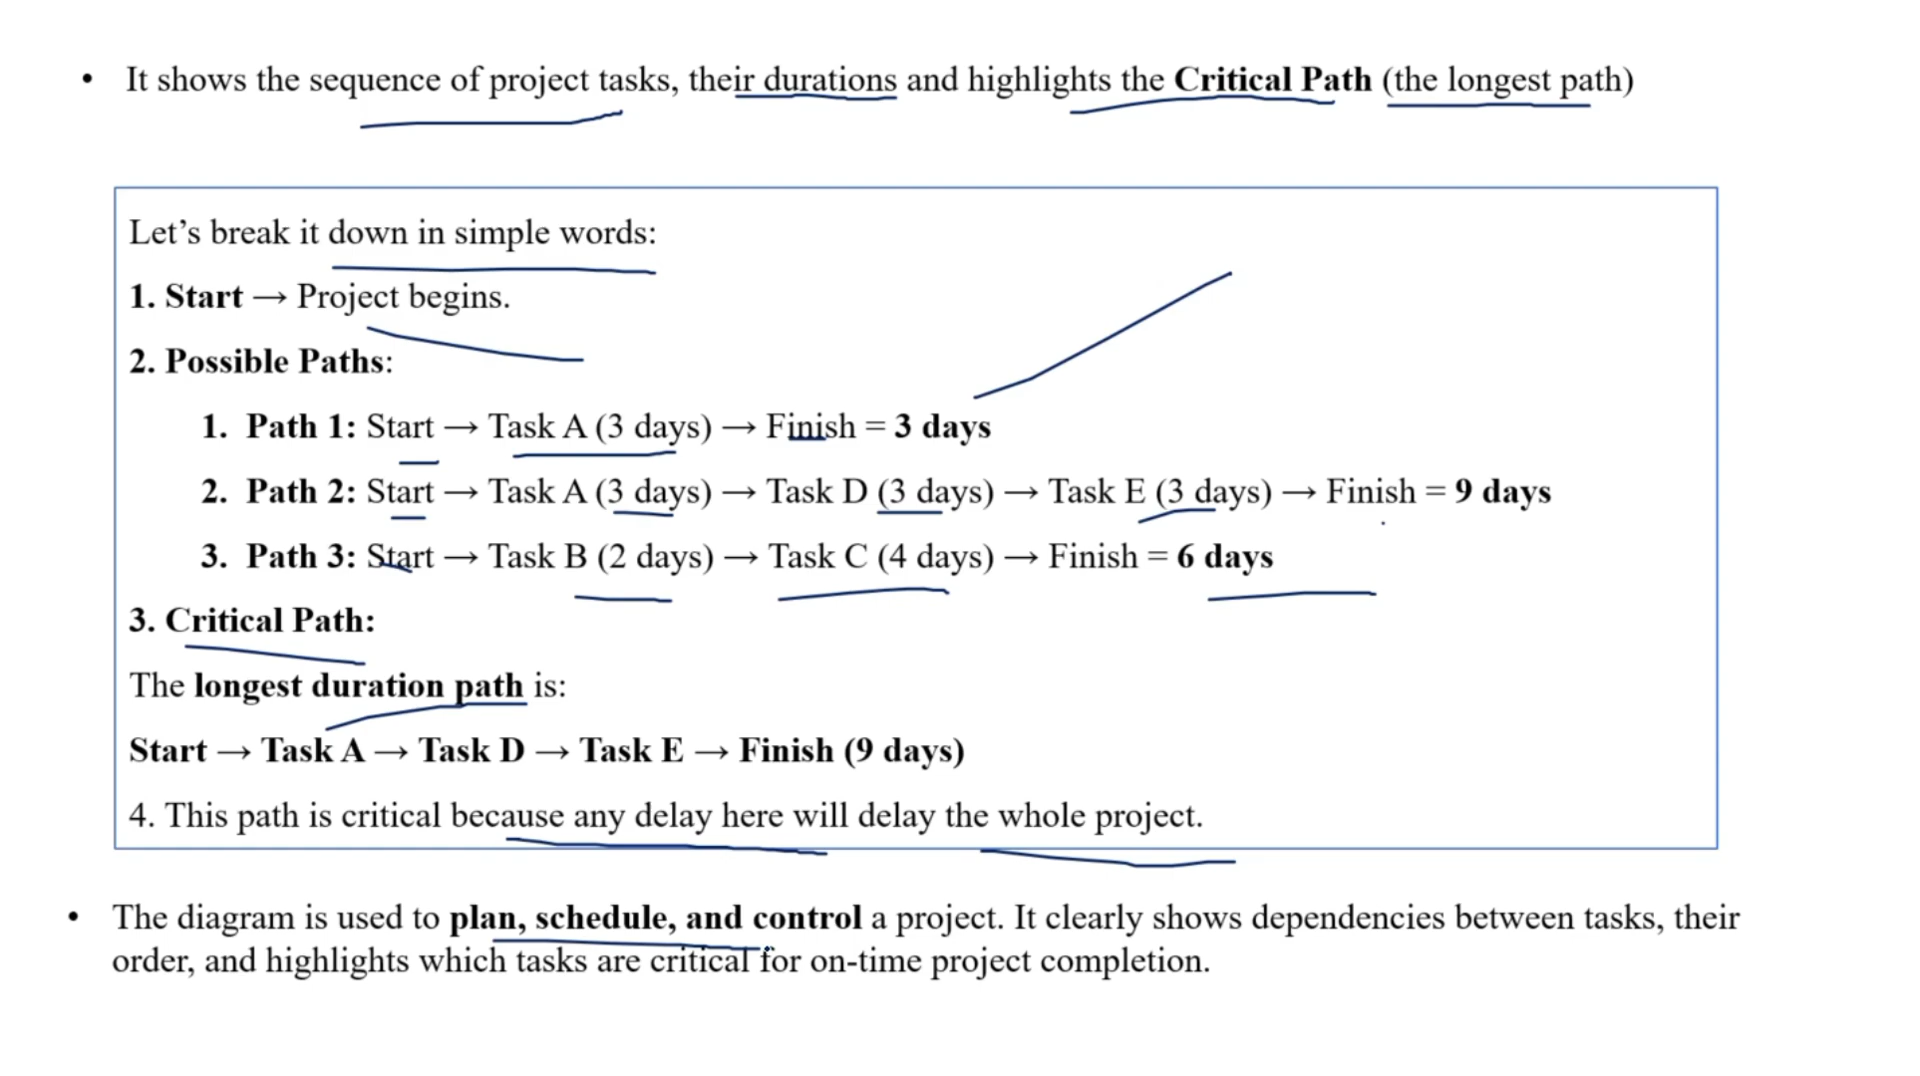 • It shows the sequence of project tasks, their durations and highlights the Critical Path (the longest path)
Let’s break it down in simple words:
1. Start → Project begins.
2. Possible Paths:
1. Path 1: Start → Task A (3 days) → Finish = 3 days
2. Path 2: Start → Task A (3 days) → Task D (3 days) → Task E (3 days) → Finish = 9 days
3. Path 3: Start → Task B (2 days) → Task C (4 days) → Finish = 6 days
3. Critical Path:
The longest duration path is:
Start → Task A → Task D → Task E → Finish (9 days)
4. This path is critical because any delay here will delay the whole project.
• The diagram is used to plan, schedule, and control a project. It clearly shows dependencies between tasks, their
order, and highlights which tasks are critical for on-time project completion.